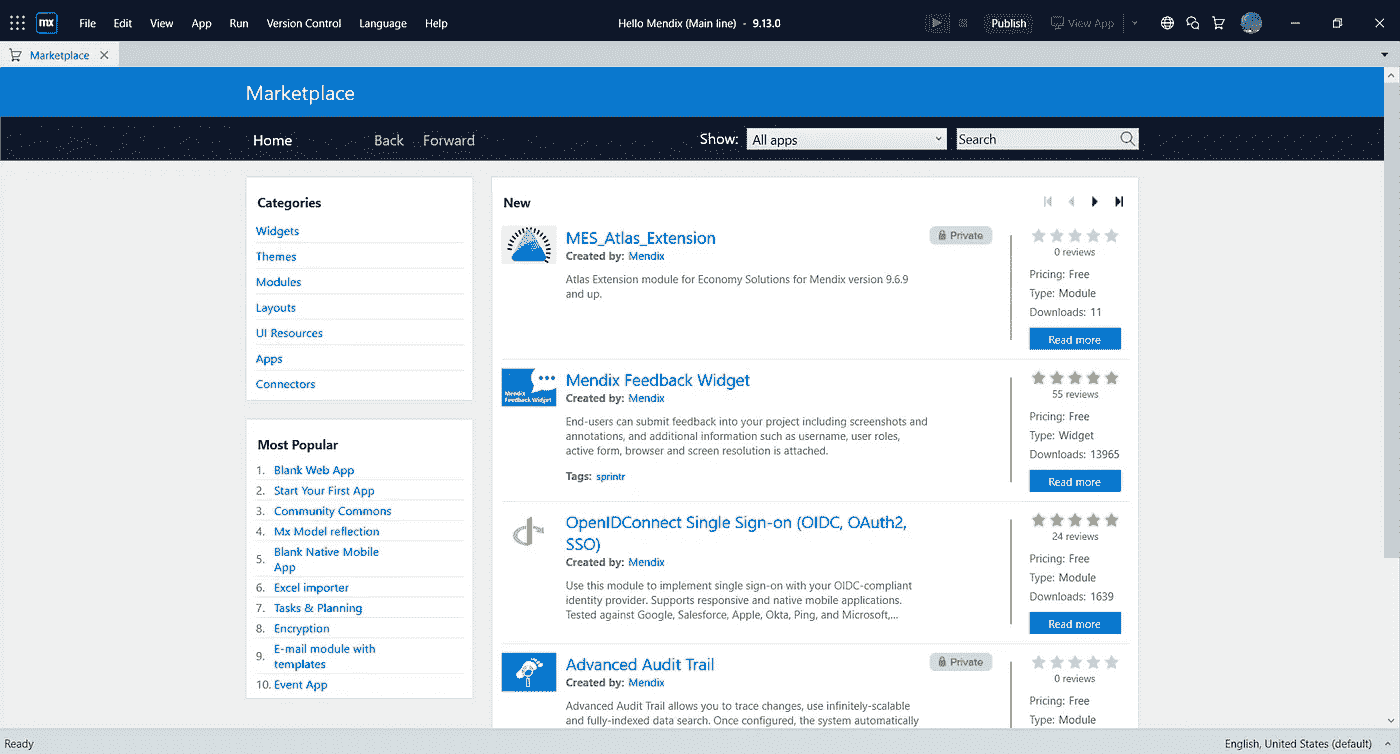 mx File Edit View App Run Version Control Language Help Hello Mendix (Main line) - 9.13.0 Publish View App
Marketplace
Marketplace
Home Back Forward Show: All apps Search
Categories
Widgets
Themes
Modules
Layouts
UI Resources
Apps
Connectors
Most Popular
1. Blank Web App
2. Start Your First App
3. Community Commons
4. Mx Model reflection
5. Blank Native Mobile
App
6. Excel importer
7. Tasks & Planning
8. Encryption
9. E-mail module with
templates
10. Event App
New
MES_Atlas_Extension
Private
Created by: Mendix
Atlas Extension module for Economy Solutions for Mendix version 9.6.9
and up.
0 reviews
Pricing: Free
Type: Module
Downloads: 11
Read more
Mendix
Feedback Widget
Mendix Feedback Widget
Created by: Mendix
End-users can submit feedback into your project including screenshots and
annotations, and additional information such as username, user roles,
active form, browser and screen resolution is attached.
Tags: sprintr
55 reviews
Pricing: Free
Type: Widget
Downloads: 13965
Read more
OpenIDConnect Single Sign-on (OIDC, OAuth2,
SSO)
Created by: Mendix
Use this module to implement single sign-on with your OIDC-compliant
identity provider. Supports responsive and native mobile applications.
Tested against Google, Salesforce, Apple, Okta, Ping, and Microsoft,...
24 reviews
Pricing: Free
Type: Module
Downloads: 1639
Read more
Advanced Audit Trail
Private
Created by: Mendix
Advanced Audit Trail allows you to trace changes, use infinitely-scalable
and fully-indexed data search. Once configured, the system automatically
0 reviews
Pricing: Free
Type: Module
Ready English, United States (default)